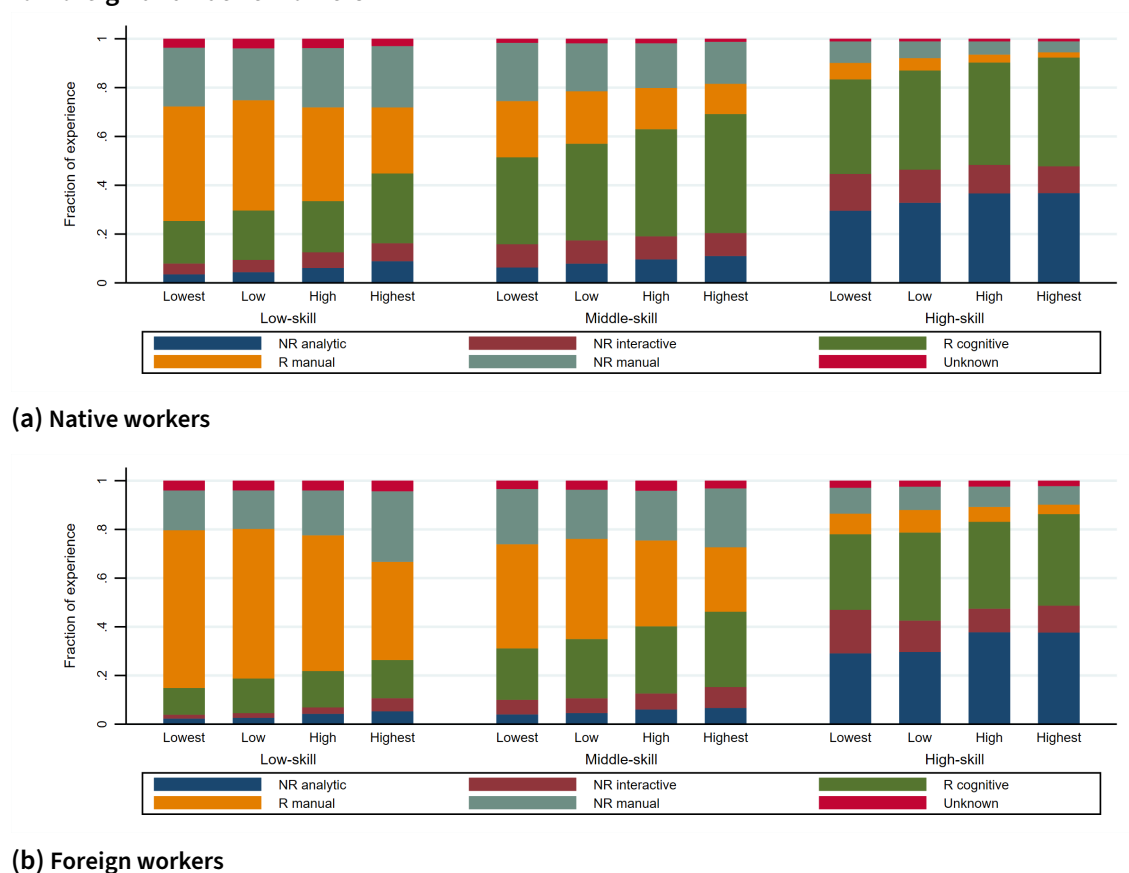 1
.8
.6
.4
.2
0
Fraction of experience
Lowest Low High Highest Lowest Low High Highest Lowest Low High Highest
Low-skill Middle-skill High-skill
NR analytic NR interactive R cognitive
R manual NR manual Unknown
(a) Native workers
1
.8
.6
.4
.2
0
Fraction of experience
Lowest Low High Highest Lowest Low High Highest Lowest Low High Highest
Low-skill Middle-skill High-skill
NR analytic NR interactive R cognitive
R manual NR manual Unknown
(b) Foreign workers